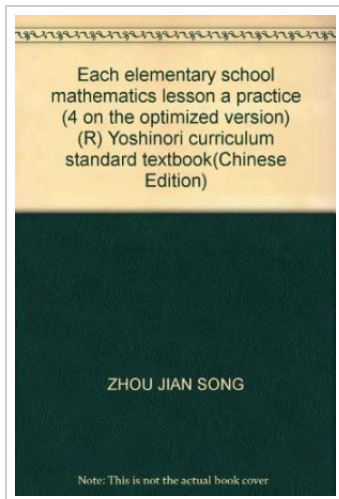 Each elementary school
mathematics lesson a practice
(4 on the optimized version)
(R) Yoshinori curriculum
standard textbook(Chinese
Edition)
ZHOU JIAN SONG
Note: This is not the actual book cover